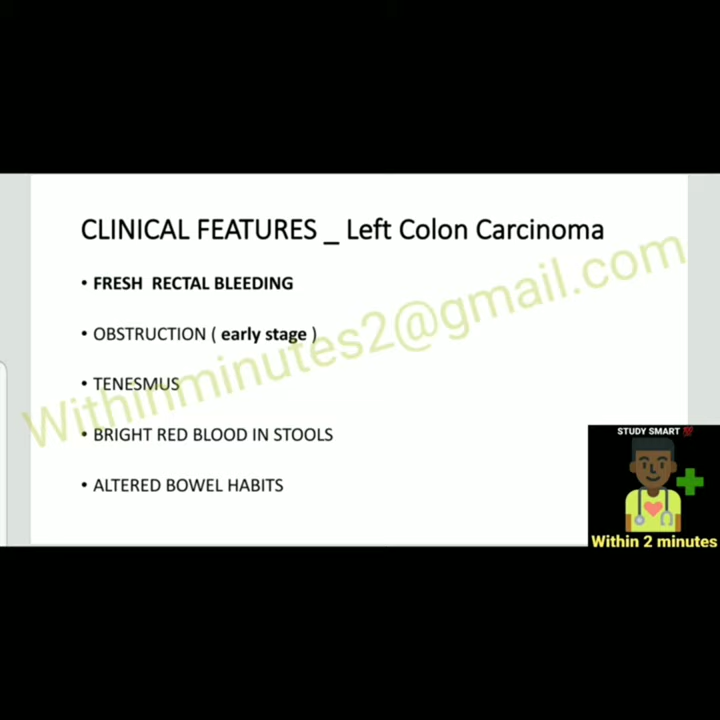 CLINICAL FEATURES _ Left Colon Carcinoma
• FRESH RECTAL BLEEDING
• OBSTRUCTION ( early stage )
• TENESMUS
• BRIGHT RED BLOOD IN STOOLS
• ALTERED BOWEL HABITS
Withinminutes2@gmail.com
STUDY SMART 💯
Within 2 minutes